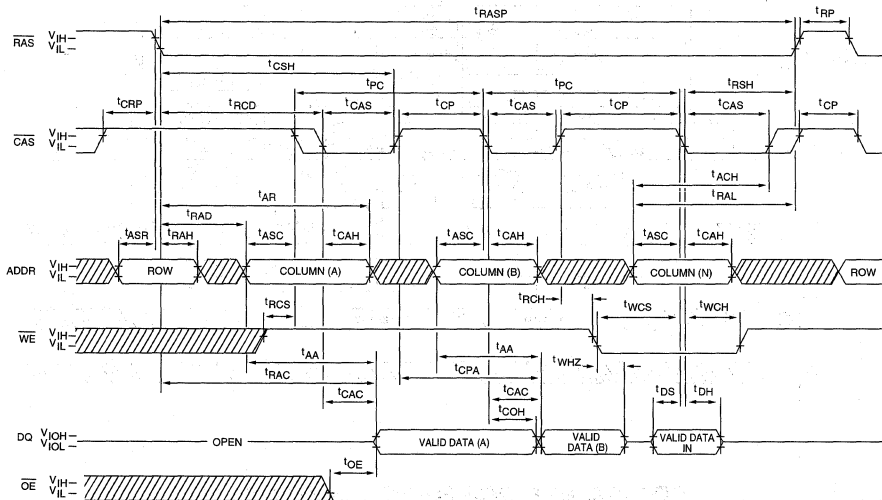 tRASP
tRP
RAS VIH
VIL
tCSH
tPC tPC tRSH
tCRP tRCD tCAS tCP tCAS tCP tCAS tCP
CAS VIH
VIL
tACH
tAR tRAL
tRAD
tASR tRAH tASC tCAH tASC tCAH tASC tCAH
ADDR VIH
VIL
ROW COLUMN (A) COLUMN (B) COLUMN (N) ROW
tRCS tRCH tWCS tWCH
WE VIH
VIL
tAA tAA tWHZ
tRAC tCPA
tCAC tCAC tDS tDH
tCOH
DQ VIOH
VIOL
OPEN VALID DATA (A) VALID
DATA (B) VALID DATA
IN
tOE
OE VIH
VIL